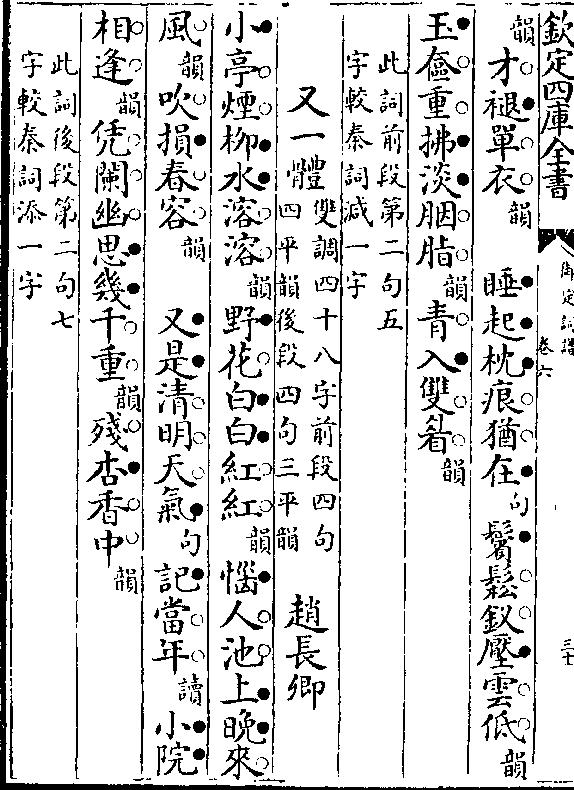 欽定四庫全書
御定詞譜
卷六
三十
韻 才褪單衣韻 睡起枕痕猶在句 鬢鬆釵壓雲低韻
玉奩重拂淡胭脂韻 青入雙眉韻
此詞前段第二句五
字較秦詞減一字
又一體 雙調四十八字前段四句
四平韻後段四句三平韻 趙長卿
小亭煙柳水溶溶韻 野花白白紅紅韻 惱人池上晚來
風韻 吹損春容韻 又是清明天氣句 記當年讀 小院
相逢韻 凭闌幽思幾千重韻 殘杏香中韻
此詞後段第二句七
字較秦詞添一字